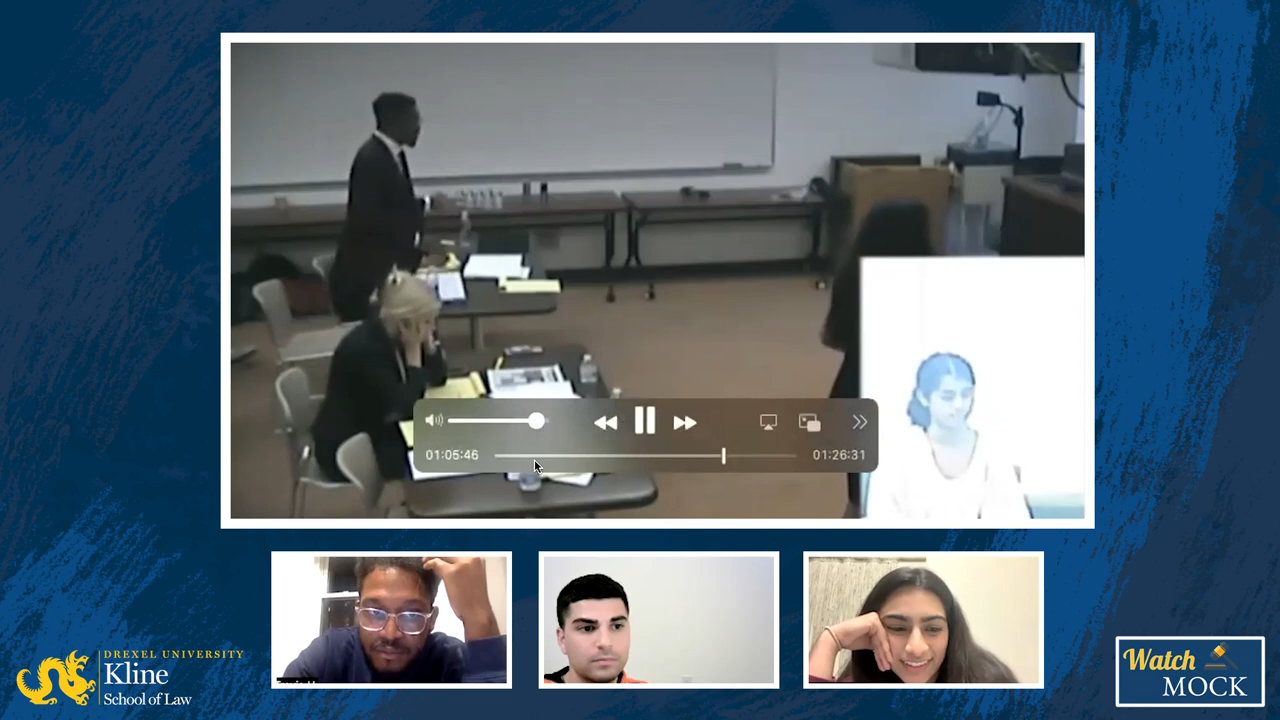 01:05:46
01:26:31
DREXEL UNIVERSITY
Kline
School of Law
Watch
MOCK